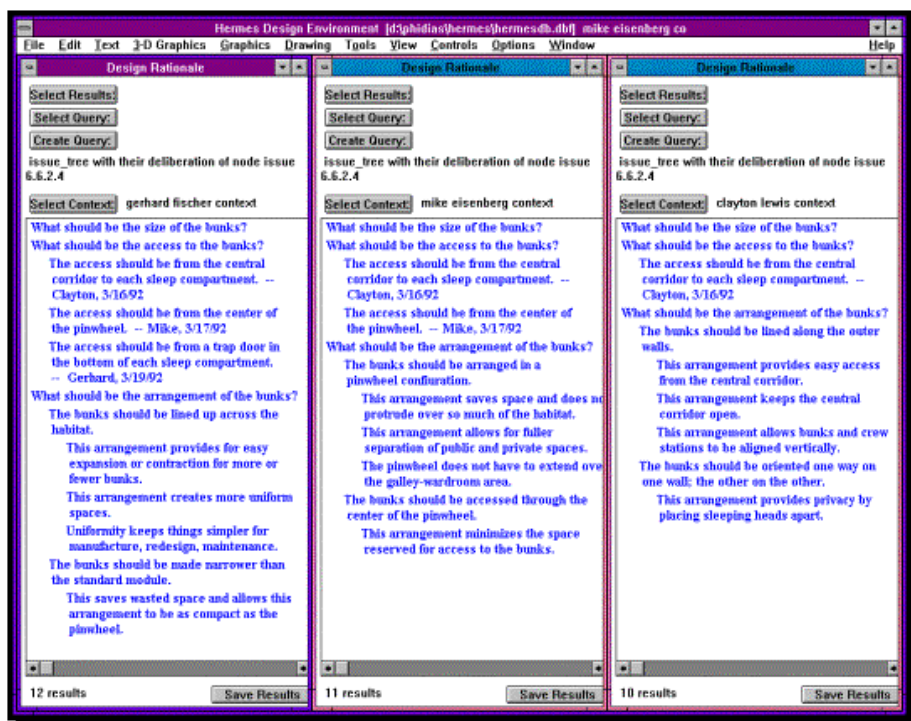 Hermes Design Environment [d:\phidias\hermes\hermesdb.dbf] mike eisenberg co
File Edit Text 3-D Graphics Graphics Drawing Tools View Controls Options Window Help
Design Rationale
Select Results:
Select Query:
Create Query:
issue_tree with their deliberation of node issue
6.6.2.4
Select Context: gerhard fischer context
What should be the size of the bunks?
What should be the access to the bunks?
The access should be from the central
corridor to each sleep compartment. --
Clayton, 3/16/92
The access should be from the center of
the pinwheel. -- Mike, 3/17/92
The access should be from a trap door in
the bottom of each sleep compartment.
-- Gerhard, 3/19/92
What should be the arrangement of the bunks?
The bunks should be lined up across the
habitat.
This arrangement provides for easy
expansion or contraction for more or
fewer bunks.
This arrangement creates more uniform
spaces.
Uniformity keeps things simpler for
manufacture, redesign, maintenance.
The bunks should be made narrower than
the standard module.
This saves wasted space and allows this
arrangement to be as compact as the
pinwheel.
12 results
Save Results
Design Rationale
Select Results:
Select Query:
Create Query:
issue_tree with their deliberation of node issue
6.6.2.4
Select Context: mike eisenberg context
What should be the size of the bunks?
What should be the access to the bunks?
The access should be from the central
corridor to each sleep compartment. --
Clayton, 3/16/92
The access should be from the center of
the pinwheel. -- Mike, 3/17/92
What should be the arrangement of the bunks?
The bunks should be arranged in a
pinwheel confiuration.
This arrangement saves space and does no
protrude over so much of the habitat.
This arrangement allows for fuller
separation of public and private spaces.
The pinwheel does not have to extend ove
the galley-wardroom area.
The bunks should be accessed through the
center of the pinwheel.
This arrangement minimizes the space
reserved for access to the bunks.
11 results
Save Results
Design Rationale
Select Results:
Select Query:
Create Query:
issue_tree with their deliberation of node issue
6.6.2.4
Select Context: clayton lewis context
What should be the size of the bunks?
What should be the access to the bunks?
The access should be from the central
corridor to each sleep compartment. --
Clayton, 3/16/92
What should be the arrangement of the bunks?
The bunks should be lined along the outer
walls.
This arrangement provides easy access
from the central corridor.
This arrangement keeps the central
corridor open.
This arrangement allows bunks and crew
stations to be aligned vertically.
The bunks should be oriented one way on
one wall; the other on the other.
This arrangement provides privacy by
placing sleeping heads apart.
10 results
Save Results